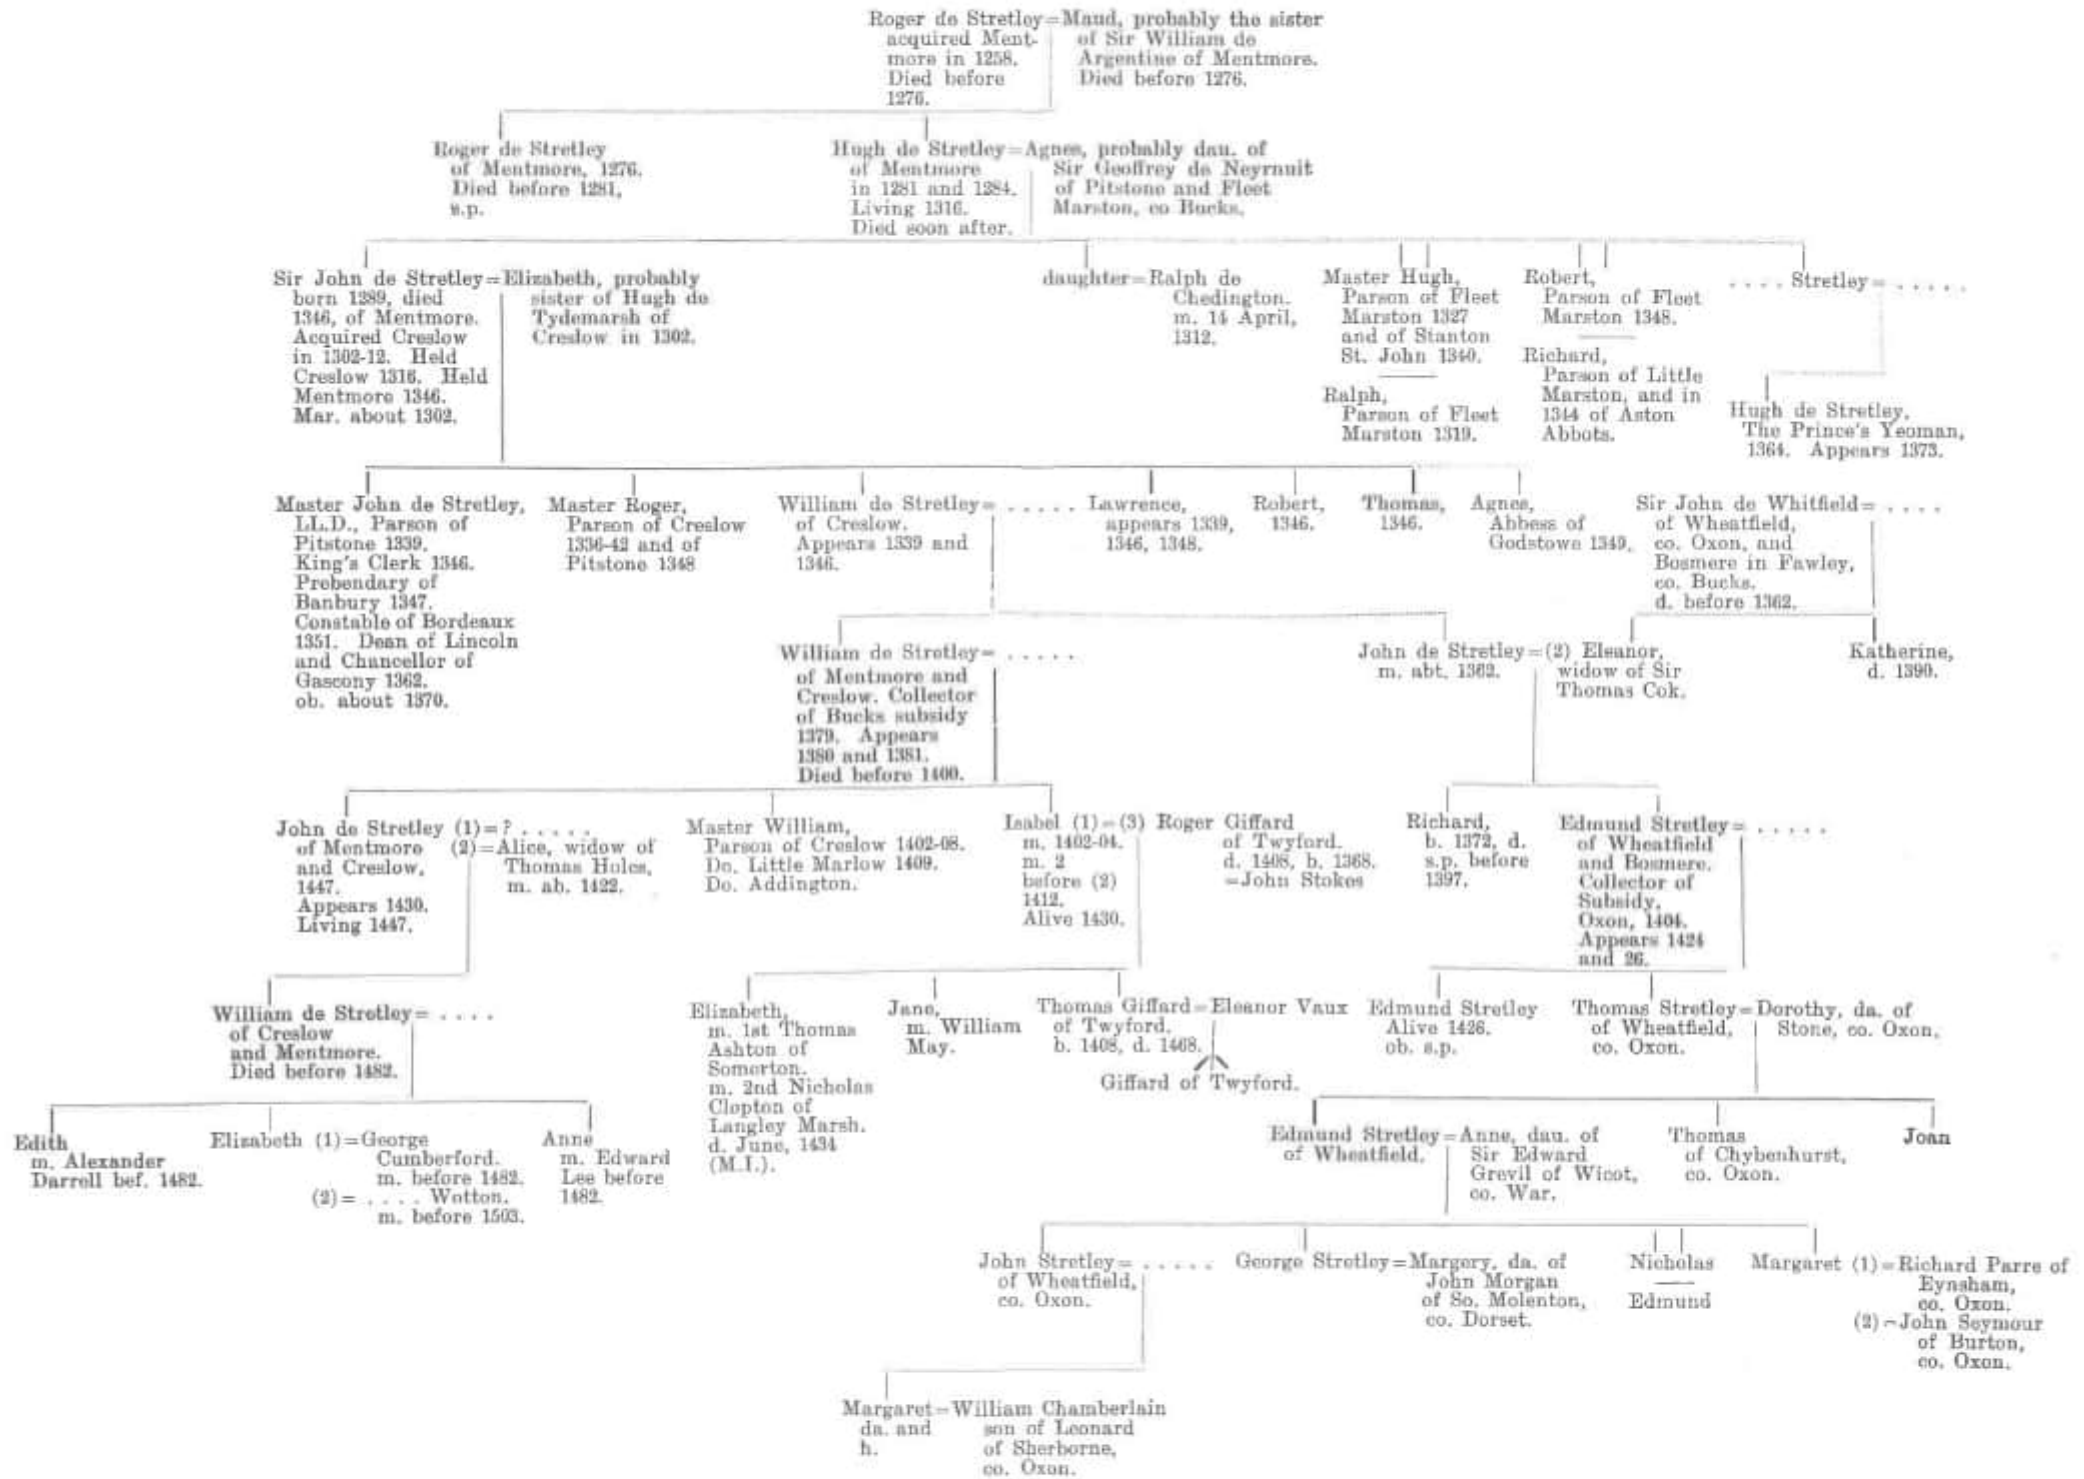 Roger de Stretley=Maud, probably the sister
acquired Ment- of Sir William de
more in 1258. Argentine of Mentmore.
Died before Died before 1276.
1276.
Roger de Stretley
of Mentmore, 1276.
Died before 1281,
s.p.
Hugh de Stretley=Agnes, probably dau. of
of Mentmore Sir Geoffrey de Neyrnuit
in 1281 and 1284. of Pitstone and Fleet
Living 1316. Marston, co Bucks.
Died soon after.
Sir John de Stretley=Elizabeth, probably
born 1289, died sister of Hugh de
1346, of Mentmore. Tydemarsh of
Acquired Creslow Creslow in 1302.
in 1302-12. Held
Creslow 1316. Held
Mentmore 1346.
Mar. about 1302.
daughter=Ralph de
Chedington.
m. 14 April,
1312.
Master Hugh,
Parson of Fleet
Marston 1327
and of Stanton
St. John 1340.
Ralph,
Parson of Fleet
Marston 1319.
Robert,
Parson of Fleet
Marston 1348.
Richard,
Parson of Little
Marston, and in
1344 of Aston
Abbots.
. . . . Stretley= . . . . .
Hugh de Stretley,
The Prince's Yeoman,
1364. Appears 1373.
Master John de Stretley,
LL.D., Parson of
Pitstone 1339.
King's Clerk 1346.
Prebendary of
Banbury 1347.
Constable of Bordeaux
1351. Dean of Lincoln
and Chancellor of
Gascony 1362.
ob. about 1370.
Master Roger,
Parson of Creslow
1336-42 and of
Pitstone 1348
William de Stretley= . . . . .
of Creslow.
Appears 1339 and
1346.
Lawrence,
appears 1339,
1346, 1348.
Robert,
1346.
Thomas,
1346.
Agnes,
Abbess of
Godstowe 1349.
Sir John de Whitfield= . . . .
of Wheatfield,
co. Oxon, and
Bosmere in Fawley,
co. Bucks.
d. before 1362.
William de Stretley= . . . . .
of Mentmore and
Creslow. Collector
of Bucks subsidy
1379. Appears
1380 and 1381.
Died before 1400.
John de Stretley=(2) Eleanor,
m. abt. 1362. widow of Sir
Thomas Cok.
Katherine,
d. 1390.
John de Stretley (1)=? . . . . .
of Mentmore (2)=Alice, widow of
and Creslow, Thomas Holes,
1447. m. ab. 1422.
Appears 1430.
Living 1447.
Master William,
Parson of Creslow 1402-08.
Do. Little Marlow 1409.
Do. Addington.
Isabel (1)=(3) Roger Giffard
m. 1402-04. of Twyford.
m. 2 d. 1408, b. 1368.
before (2) =John Stokes
1412.
Alive 1430.
Richard,
b. 1372, d.
s.p. before
1397.
Edmund Stretley= . . . . .
of Wheatfield
and Bosmere.
Collector of
Subsidy,
Oxon, 1404.
Appears 1424
and 26.
William de Stretley= . . . .
of Creslow
and Mentmore.
Died before 1482.
Elizabeth,
m. 1st Thomas
Ashton of
Somerton.
m. 2nd Nicholas
Clopton of
Langley Marsh.
d. June, 1434
(M.I.).
Jane,
m. William
May.
Thomas Giffard=Eleanor Vaux
of Twyford.
b. 1408, d. 1468.
Giffard of Twyford.
Edmund Stretley
Alive 1426.
ob. s.p.
Thomas Stretley=Dorothy, da. of
of Wheatfield, Stone, co. Oxon.
co. Oxon.
Edith
m. Alexander
Darrell bef. 1482.
Elizabeth (1)=George
Cumberford.
m. before 1482.
(2)= . . . . Wotton.
m. before 1503.
Anne
m. Edward
Lee before
1482.
Edmund Stretley=Anne, dau. of
of Wheatfield. Sir Edward
Grevil of Wicot,
co. War.
Thomas
of Chybenhurst,
co. Oxon.
Joan
John Stretley= . . . . .
of Wheatfield,
co. Oxon.
George Stretley=Margery, da. of
John Morgan
of So. Molenton,
co. Dorset.
Nicholas
Edmund
Margaret (1)=Richard Parre of
Eynsham,
co. Oxon.
(2)=John Seymour
of Burton,
co. Oxon.
Margaret=William Chamberlain
da. and son of Leonard
h. of Sherborne,
co. Oxon.